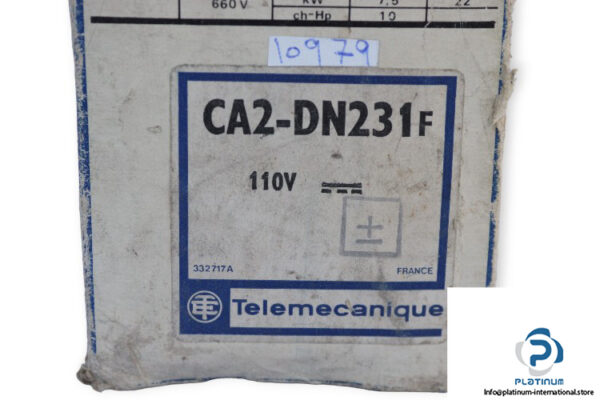 660V kW 7,5 22
ch-Hp 10
10979
CA2-DN231F
110V
±
332717A FRANCE
TE Telemecanique
PLATINUM
Info@platinum-international.store